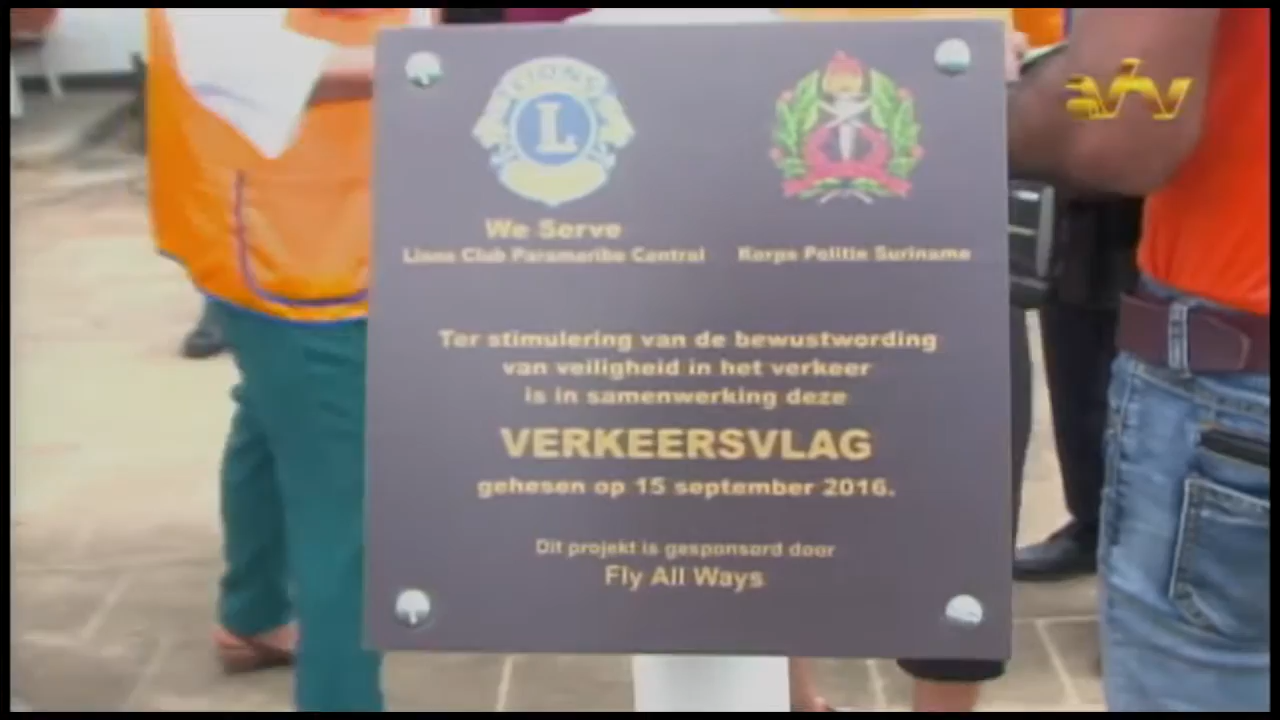 LIONS
L
We Serve
Lions Club Paramaribo Central
Korps Politie Suriname
Ter stimulering van de bewustwording
van veiligheid in het verkeer
is in samenwerking deze
VERKEERSVLAG
gehesen op 15 september 2016.
Dit projekt is gesponsord door
Fly All Ways